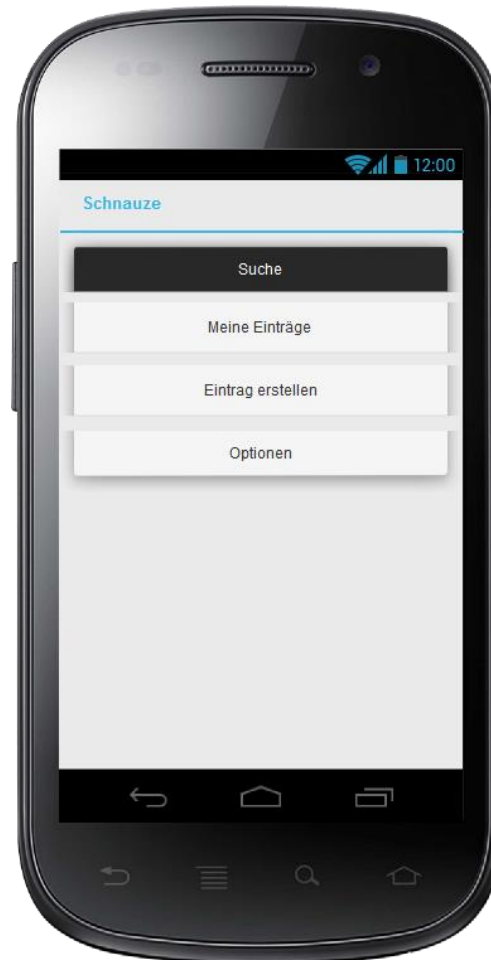 12:00
Schnauze
Suche
Meine Einträge
Eintrag erstellen
Optionen